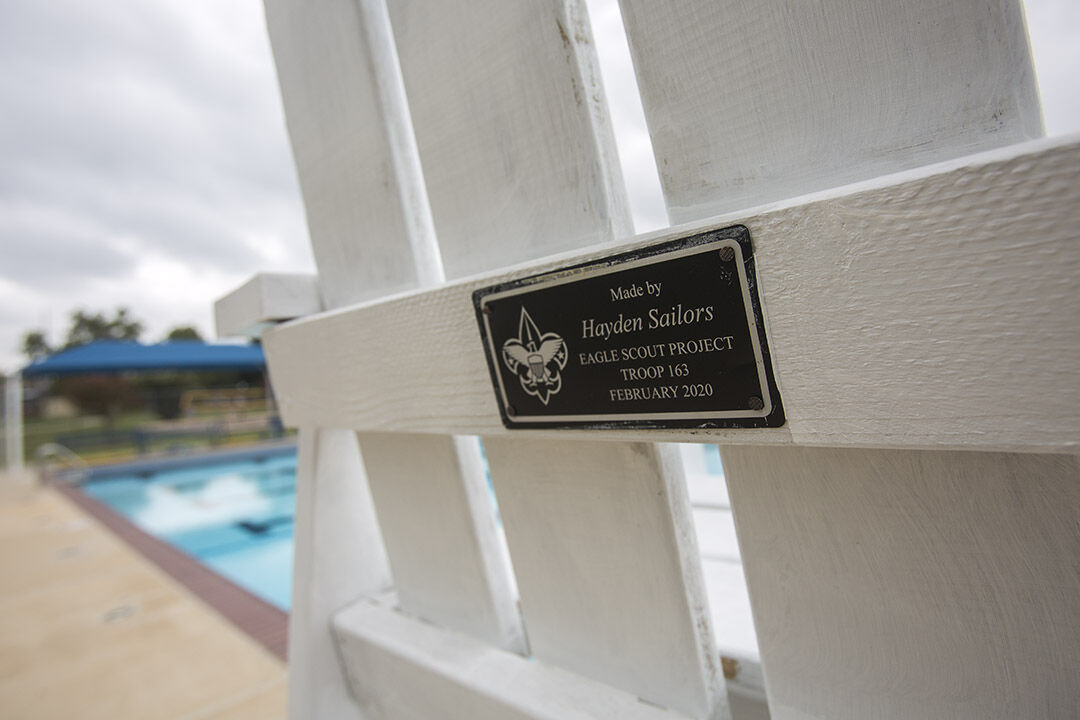 Made by
Hayden Sailors
EAGLE SCOUT PROJECT
TROOP 163
FEBRUARY 2020